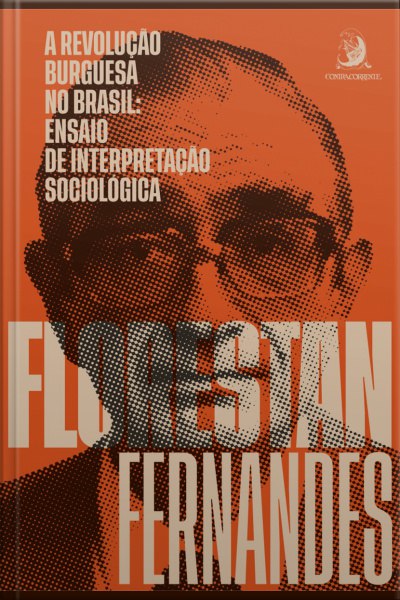 A REVOLUÇÃO
BURGUESA
NO BRASIL:
ENSAIO
DE INTERPRETAÇÃO
SOCIOLÓGICA
CONTRACORRENTE
FLORESTAN
FERNANDES